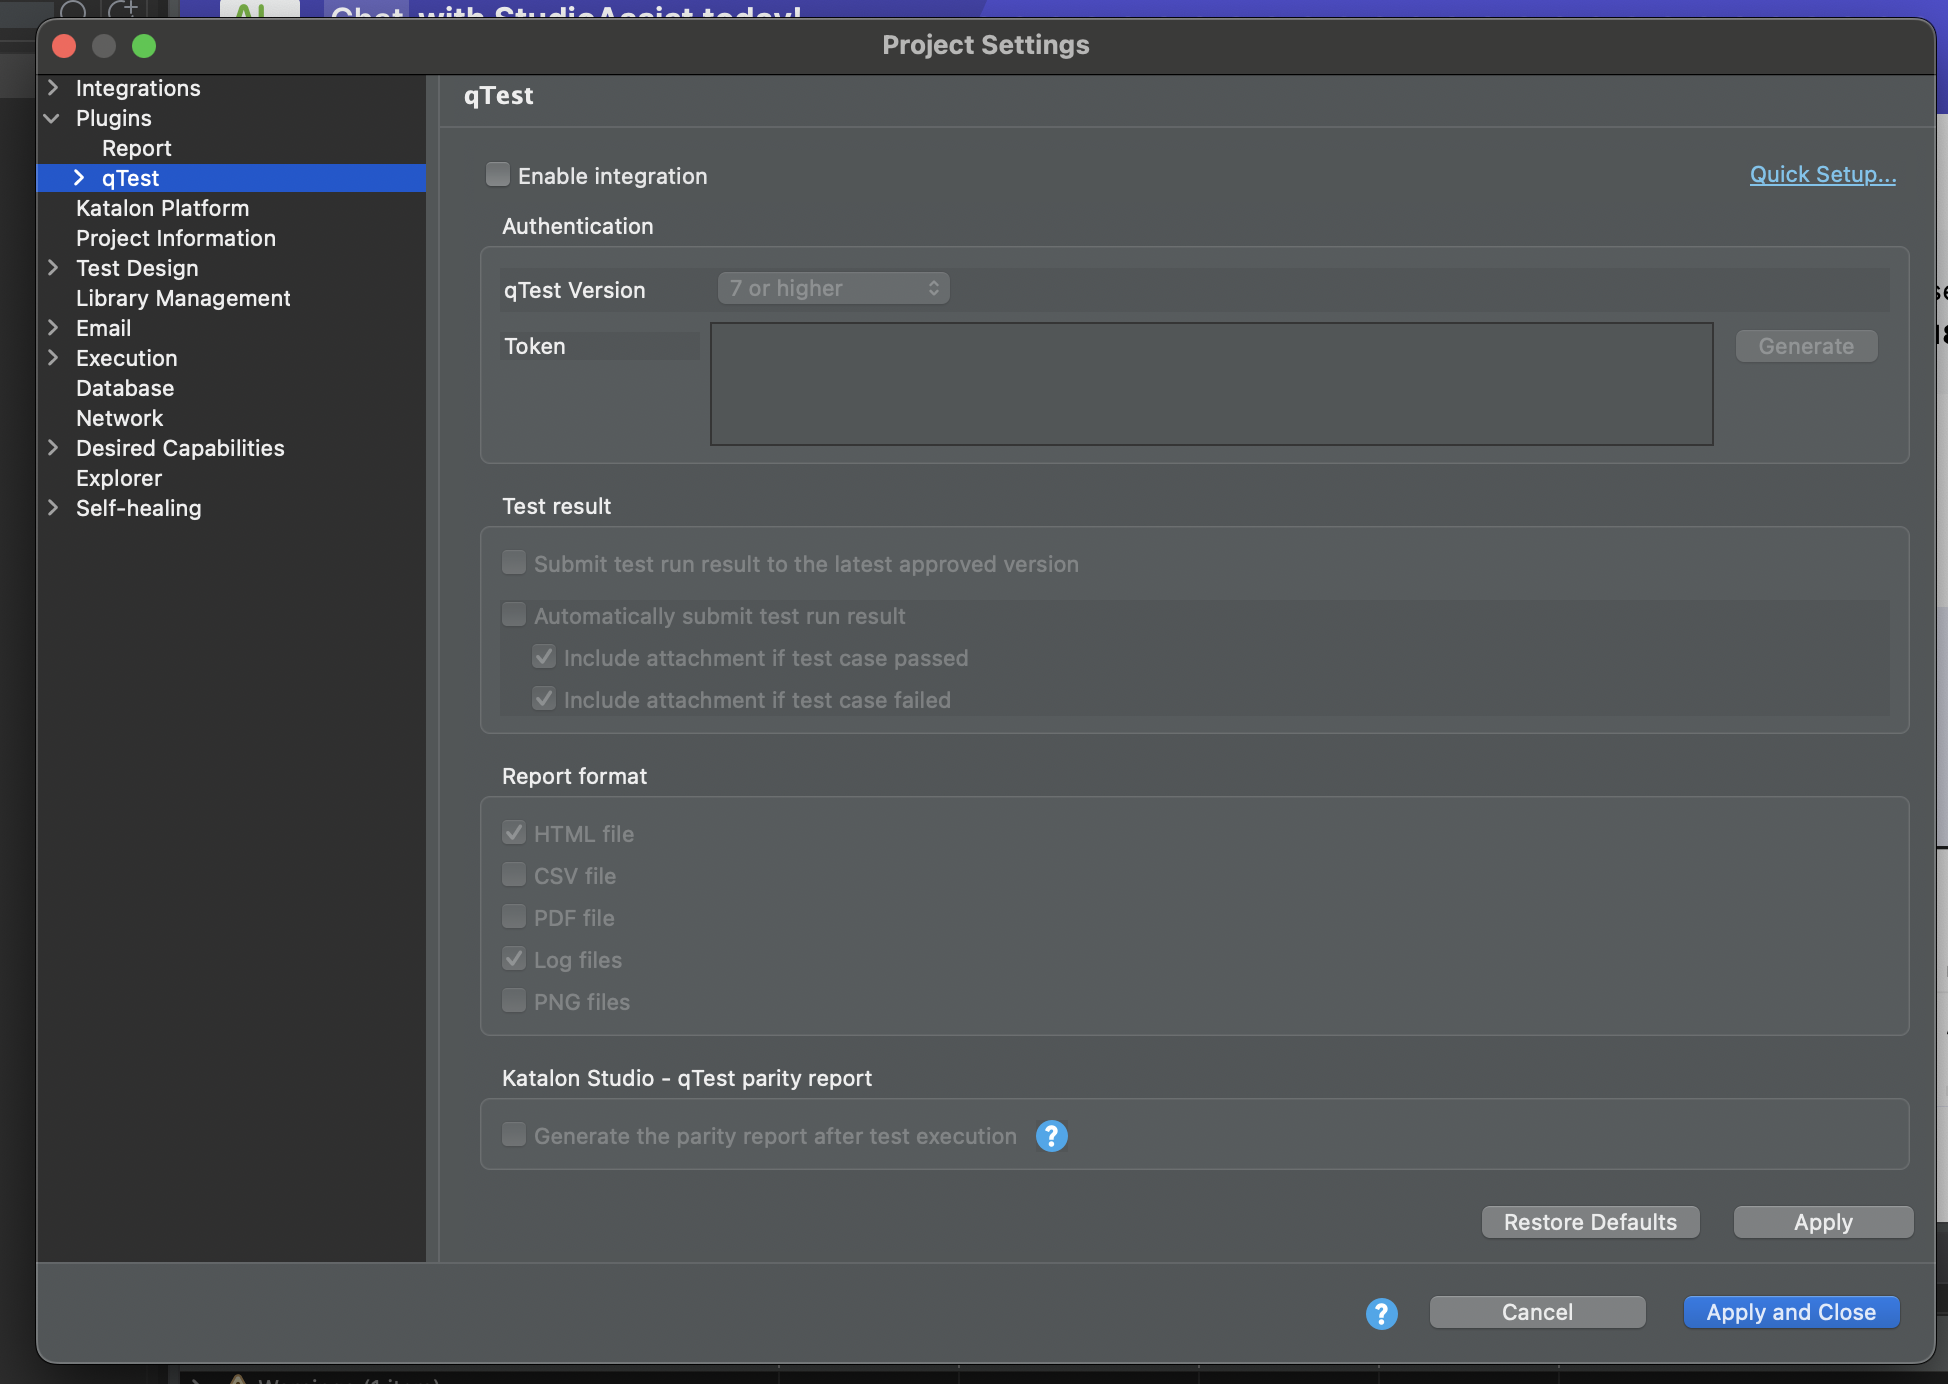 Chat with StudioAssist today!
Project Settings
Integrations
Plugins
Report
qTest
Katalon Platform
Project Information
Test Design
Library Management
Email
Execution
Database
Network
Desired Capabilities
Explorer
Self-healing
qTest
Enable integration
Quick Setup...
Authentication
qTest Version
7 or higher
Token
Generate
Test result
Submit test run result to the latest approved version
Automatically submit test run result
Include attachment if test case passed
Include attachment if test case failed
Report format
HTML file
CSV file
PDF file
Log files
PNG files
Katalon Studio - qTest parity report
Generate the parity report after test execution
?
Restore Defaults
Apply
?
Cancel
Apply and Close